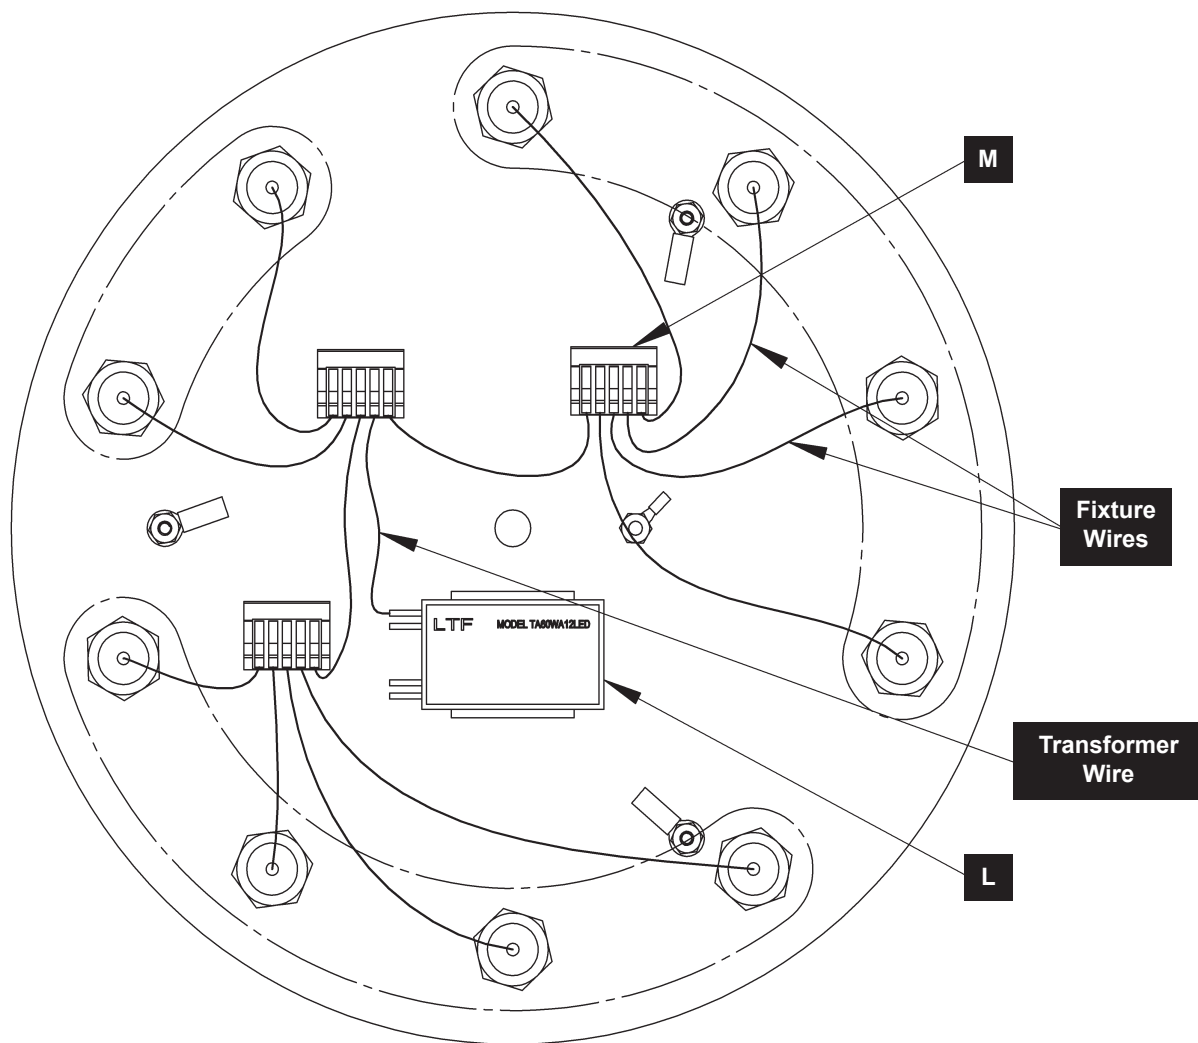 M
Fixture
Wires
LTF MODEL TA60WA12LED
Transformer
Wire
L